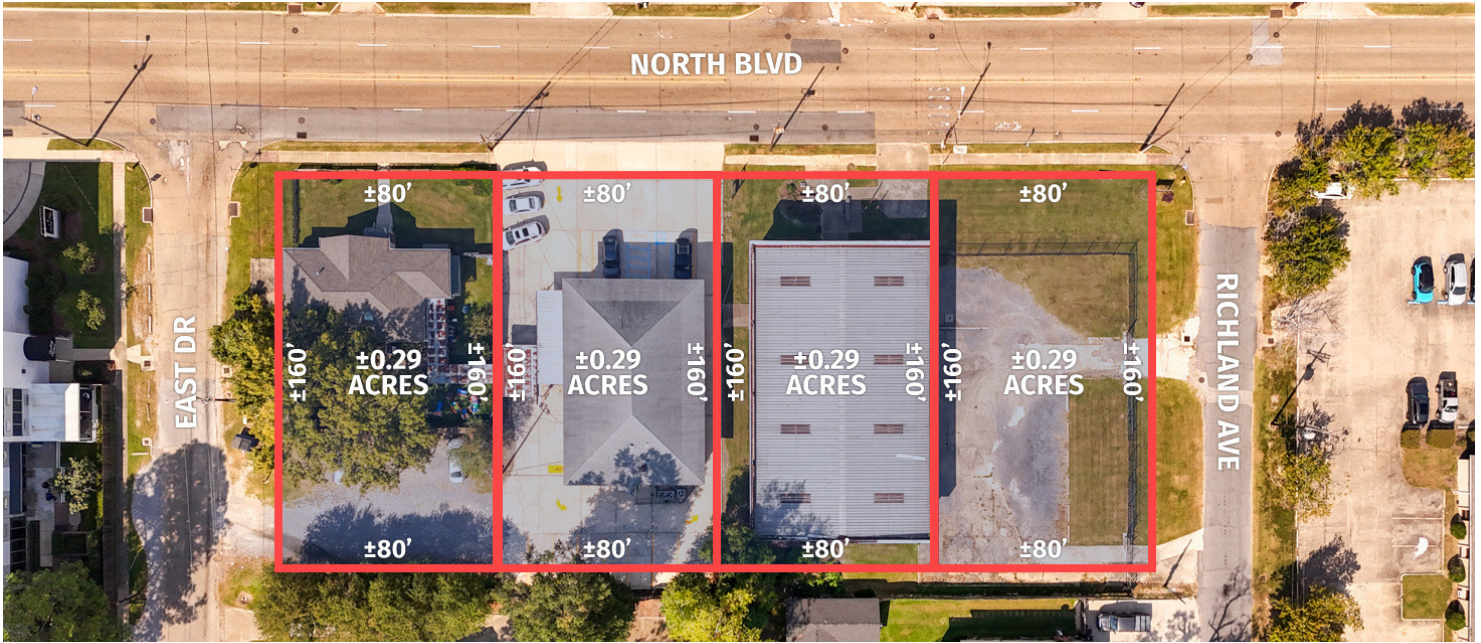 NORTH BLVD
±80’
±80’
±80’
±80’
EAST DR
±160’
±0.29
ACRES
±160’
±160’
±0.29
ACRES
±160’
±160’
±0.29
ACRES
±160’
±160’
±0.29
ACRES
±160’
RICHLAND AVE
±80’
±80’
±80’
±80’